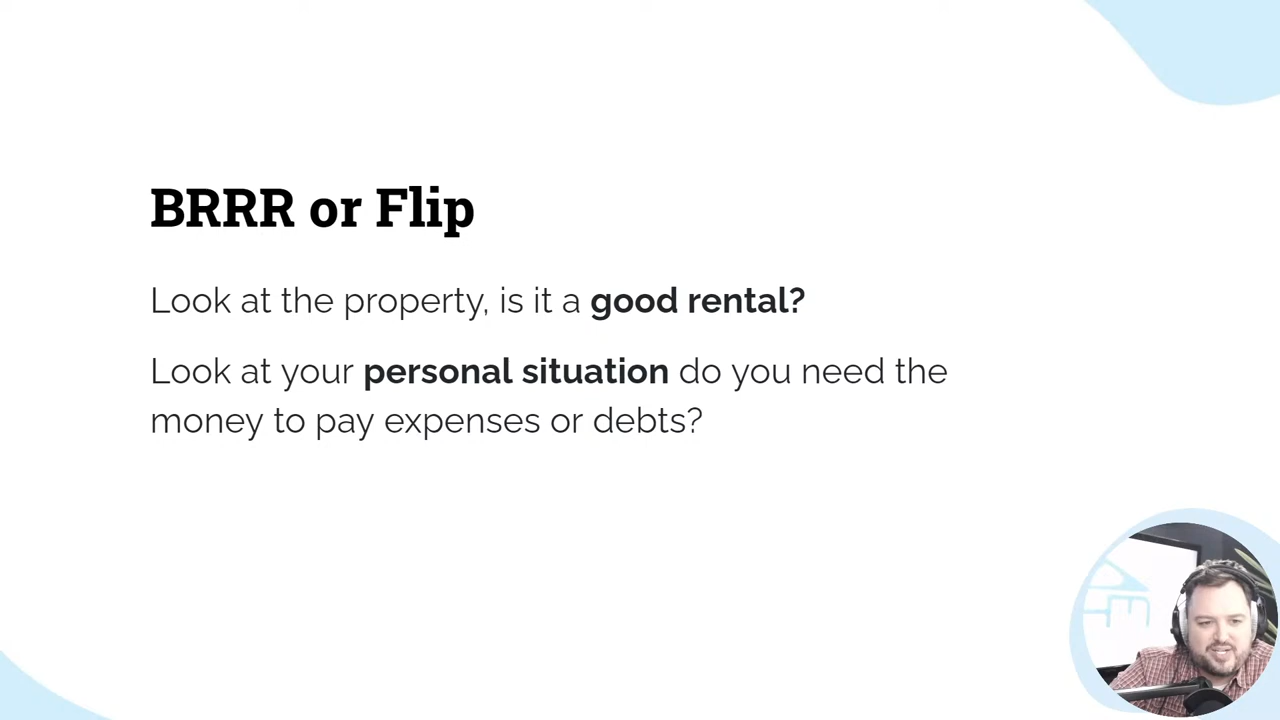 BRRR or Flip
Look at the property, is it a good rental?
Look at your personal situation do you need the
money to pay expenses or debts?